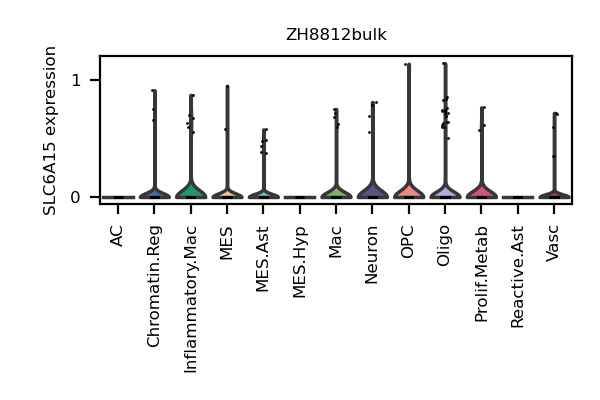 ZH8812bulk
SLC6A15 expression
1
0
AC
Chromatin.Reg
Inflammatory.Mac
MES
MES.Ast
MES.Hyp
Mac
Neuron
OPC
Oligo
Prolif.Metab
Reactive.Ast
Vasc